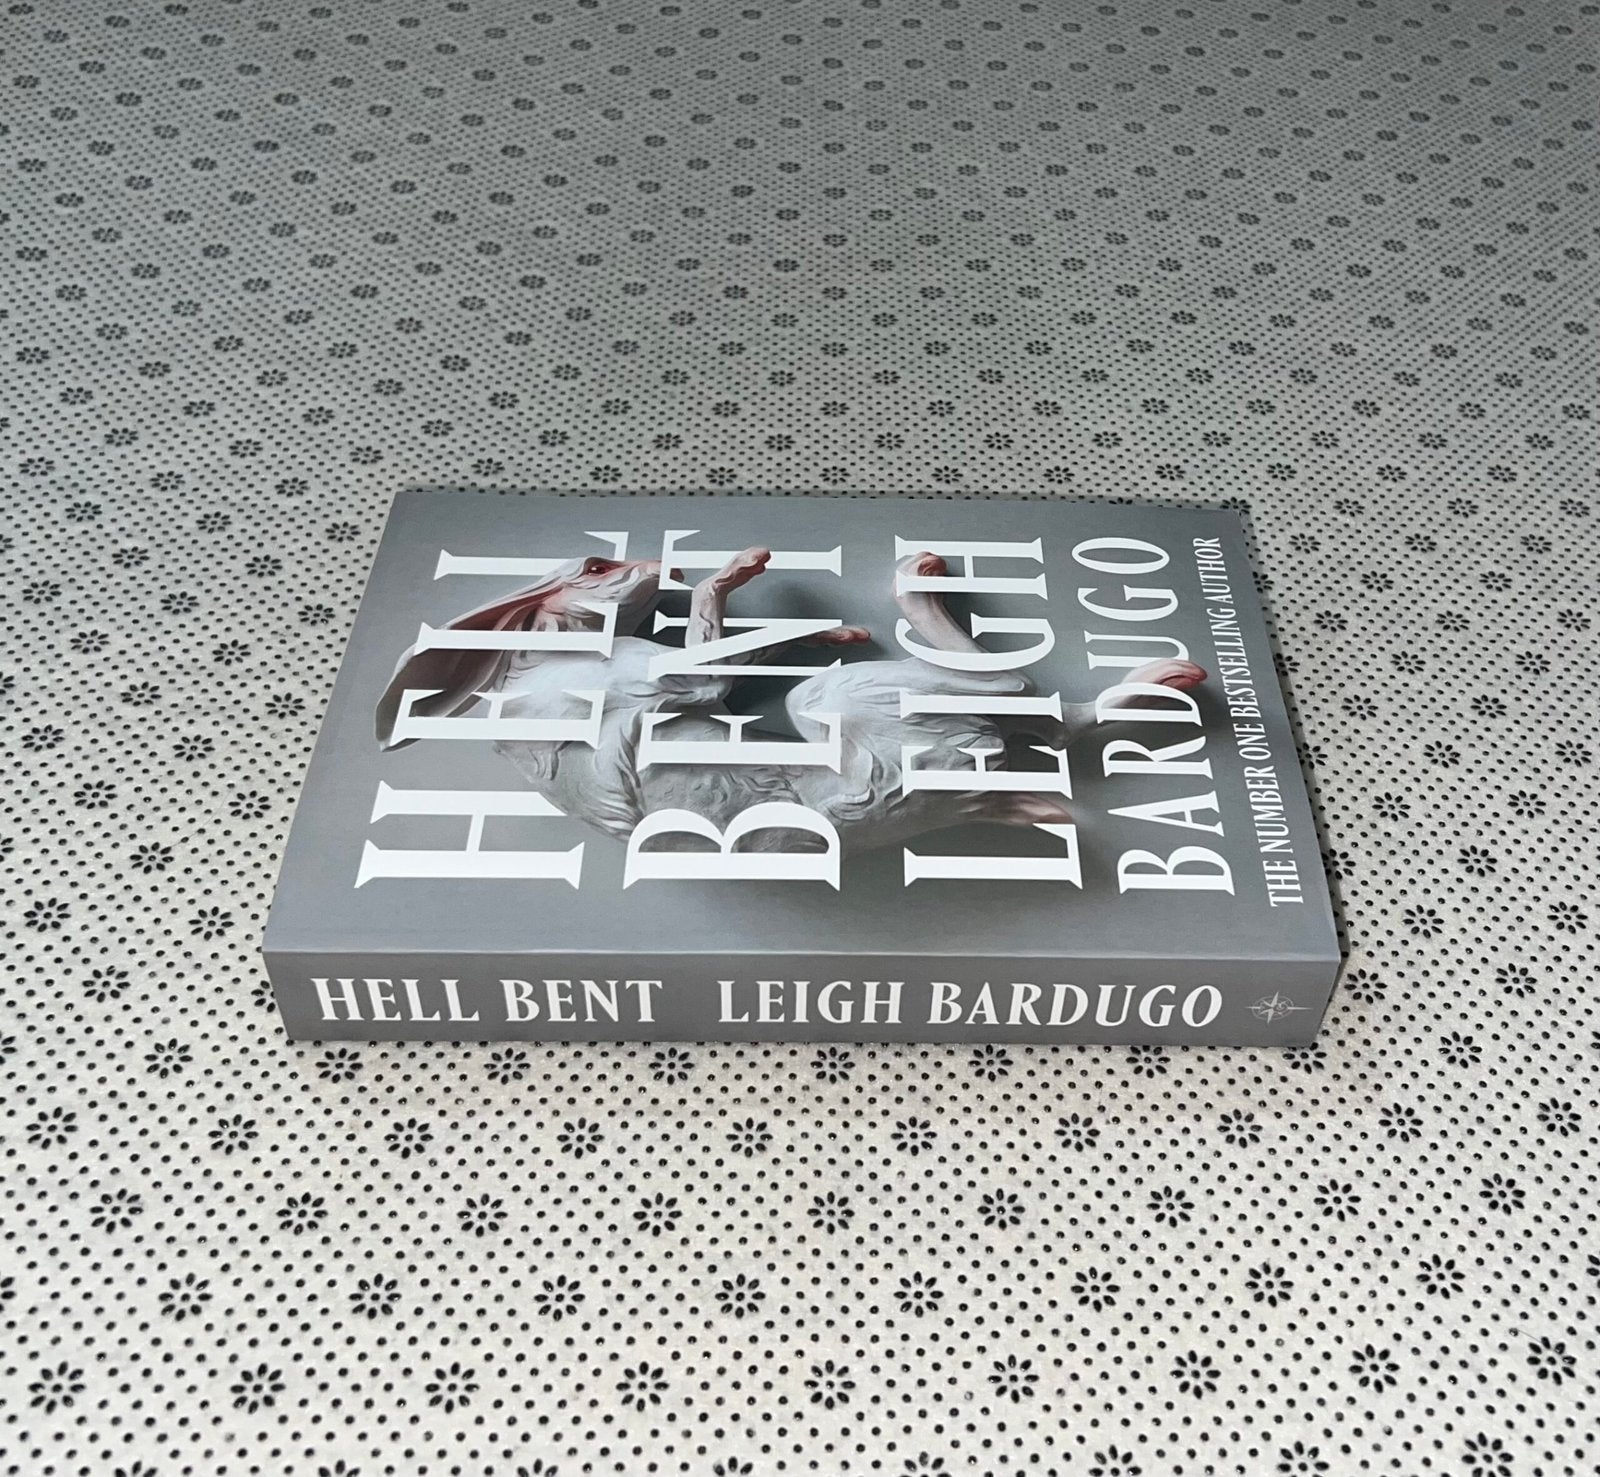 HELL
BENT
LEIGH
BARDUGO
THE NUMBER ONE BESTSELLING AUTHOR
HELL BENT LEIGH BARDUGO